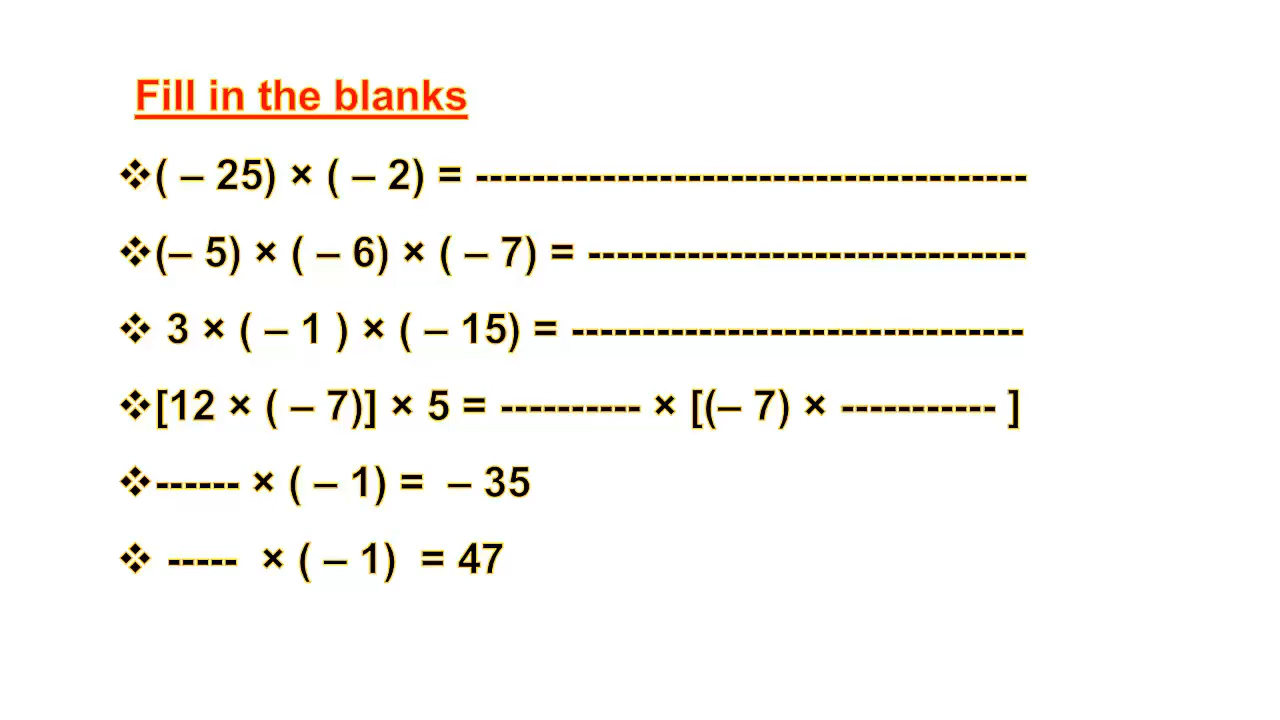 Fill in the blanks
❖( – 25) × ( – 2) = ---------------------------------------
❖(– 5) × ( – 6) × ( – 7) = -------------------------------
❖ 3 × ( – 1 ) × ( – 15) = --------------------------------
❖[12 × ( – 7)] × 5 = ---------- × [(– 7) × ----------- ]
❖------ × ( – 1) = – 35
❖ ----- × ( – 1) = 47